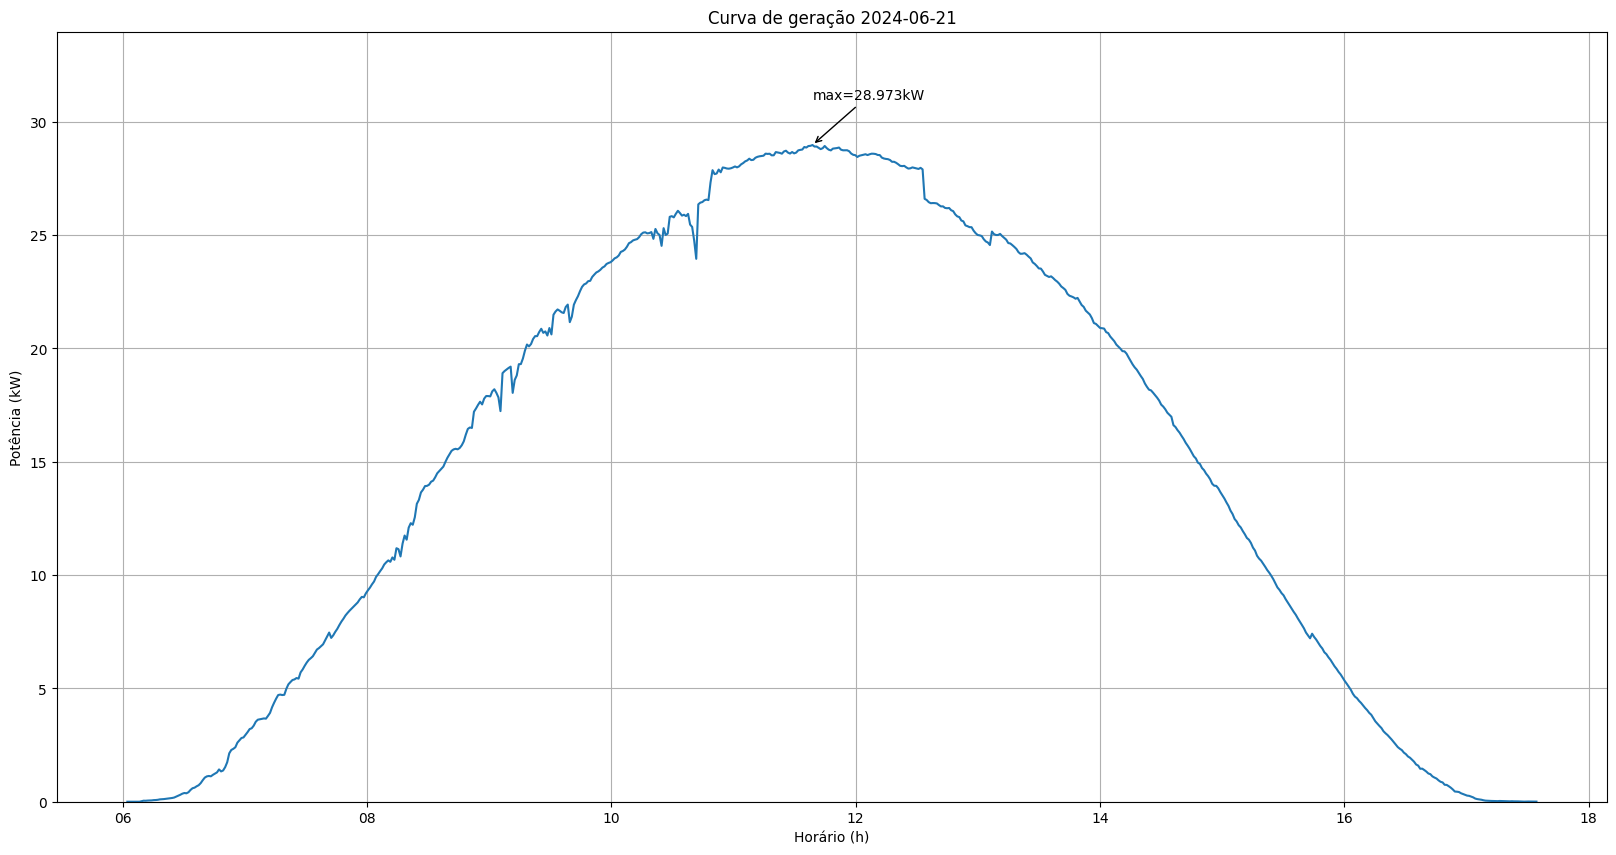 Curva de geração 2024-06-21
max=28.973kW
30
25
20
15
10
5
0
Potência (kW)
06 08 10 12 14 16 18
Horário (h)